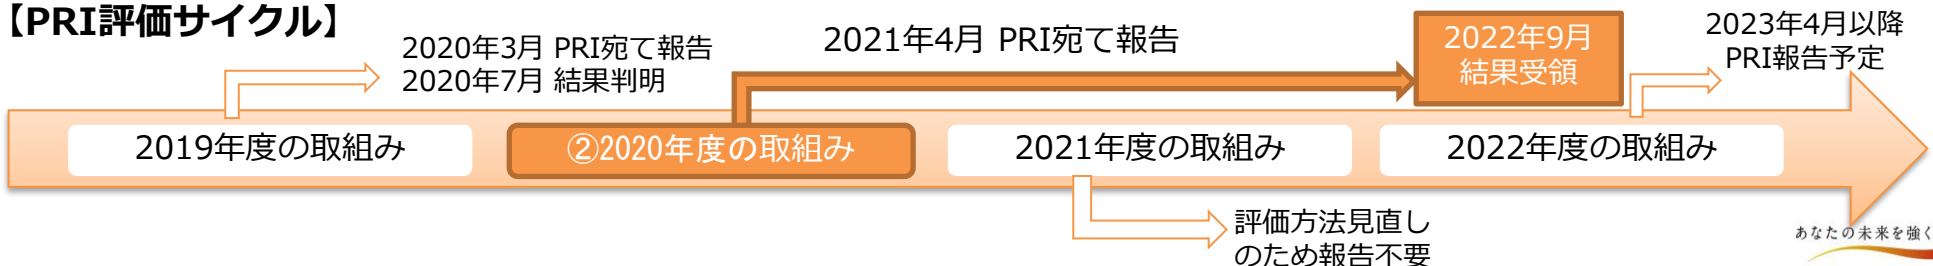 【PRI評価サイクル】
2020年3月 PRI宛て報告
2020年7月 結果判明
2021年4月 PRI宛て報告
2022年9月
結果受領
2023年4月以降
PRI報告予定
2019年度の取組み
②2020年度の取組み
2021年度の取組み
2022年度の取組み
評価方法見直し
のため報告不要
あなたの未来を強く